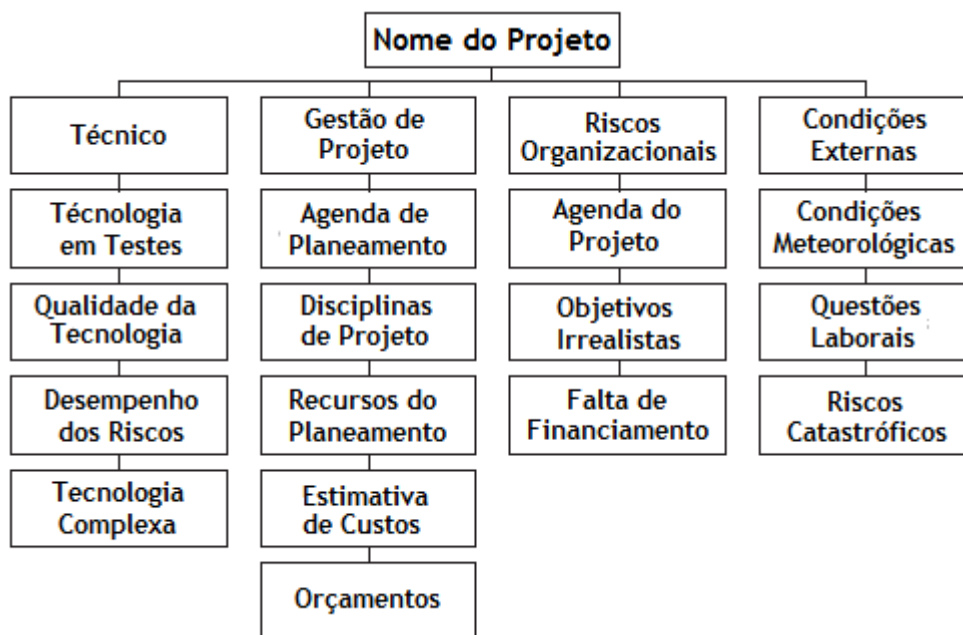 Nome do Projeto
Técnico
Gestão de
Projeto
Riscos
Organizacionais
Condições
Externas
Técnologia
em Testes
Agenda de
Planeamento
Agenda do
Projeto
Condições
Meteorológicas
Qualidade da
Tecnologia
Disciplinas
de Projeto
Objetivos
Irrealistas
Questões
Laborais
Desempenho
dos Riscos
Recursos do
Planeamento
Falta de
Financiamento
Riscos
Catastróficos
Tecnologia
Complexa
Estimativa
de Custos
Orçamentos